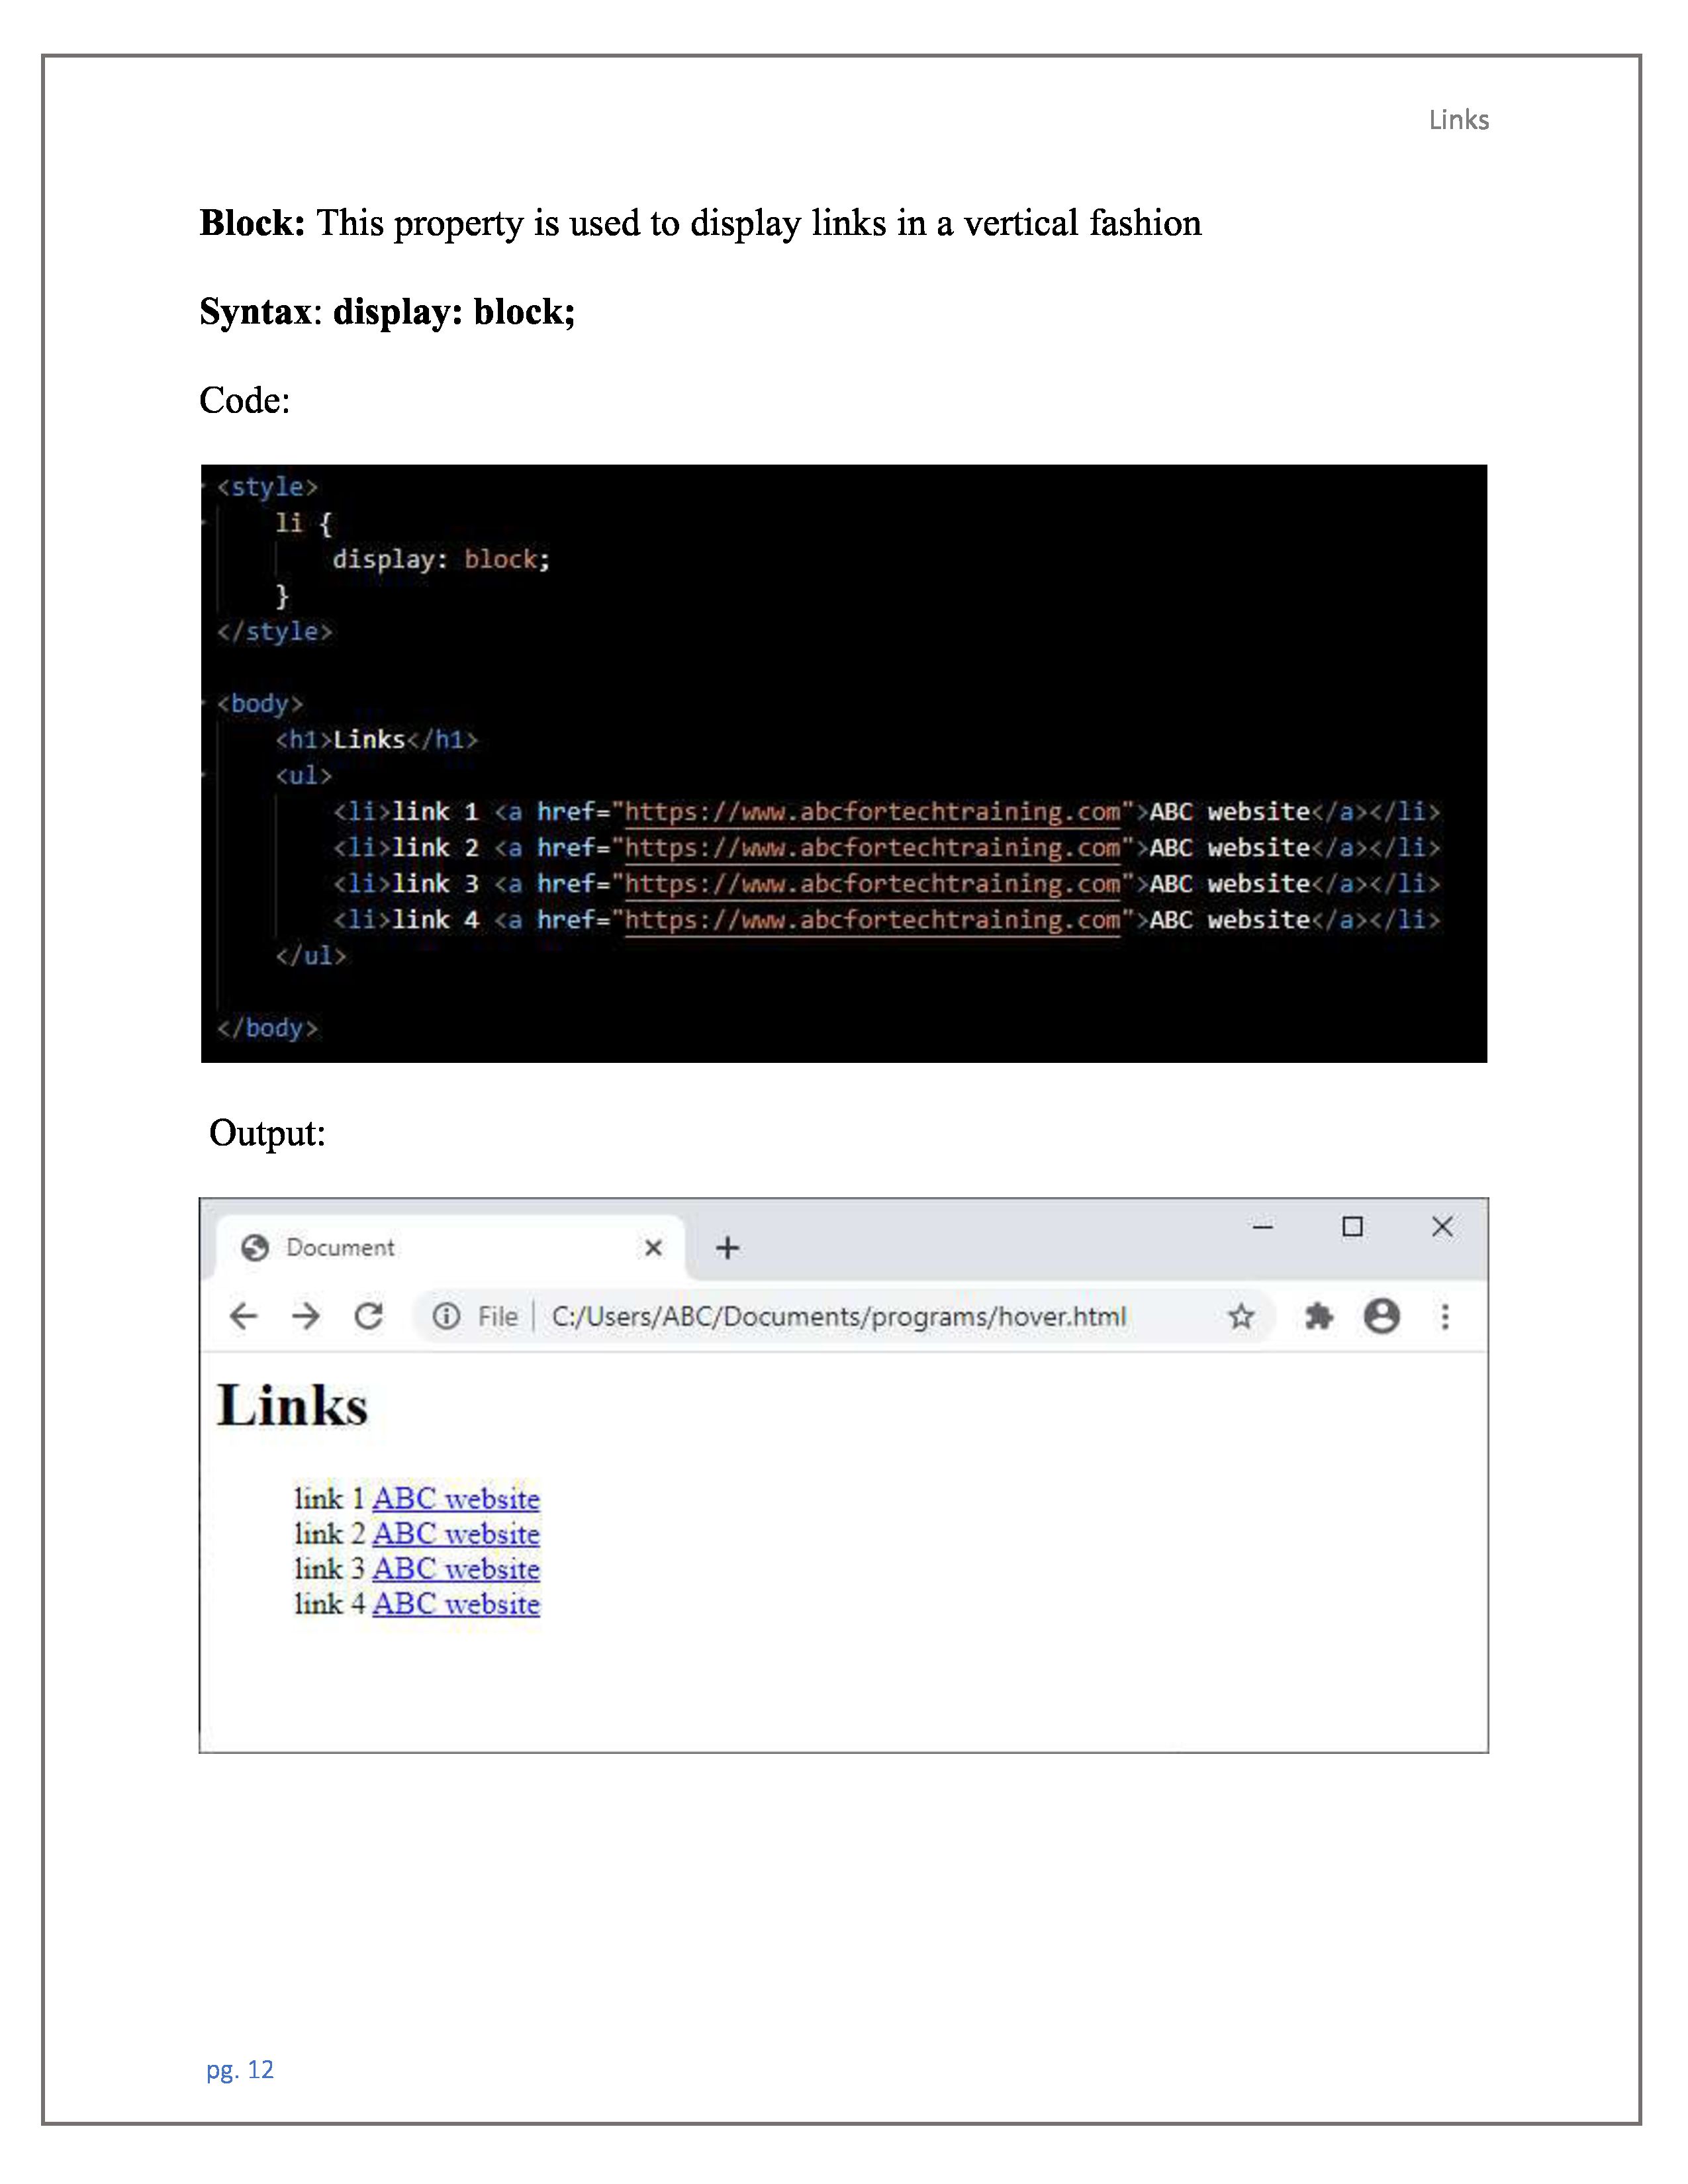 Links
Block: This property is used to display links in a vertical fashion
Syntax: display: block;
Code:
<style>
li {
display: block;
}
</style>
<body>
<h1>Links</h1>
<ul>
<li>link 1 <a href="https://www.abcfortechtraining.com">ABC website</a></li>
<li>link 2 <a href="https://www.abcfortechtraining.com">ABC website</a></li>
<li>link 3 <a href="https://www.abcfortechtraining.com">ABC website</a></li>
<li>link 4 <a href="https://www.abcfortechtraining.com">ABC website</a></li>
</ul>
</body>
Output:
Document
File | C:/Users/ABC/Documents/programs/hover.html
Links
link 1 ABC website
link 2 ABC website
link 3 ABC website
link 4 ABC website
pg. 12